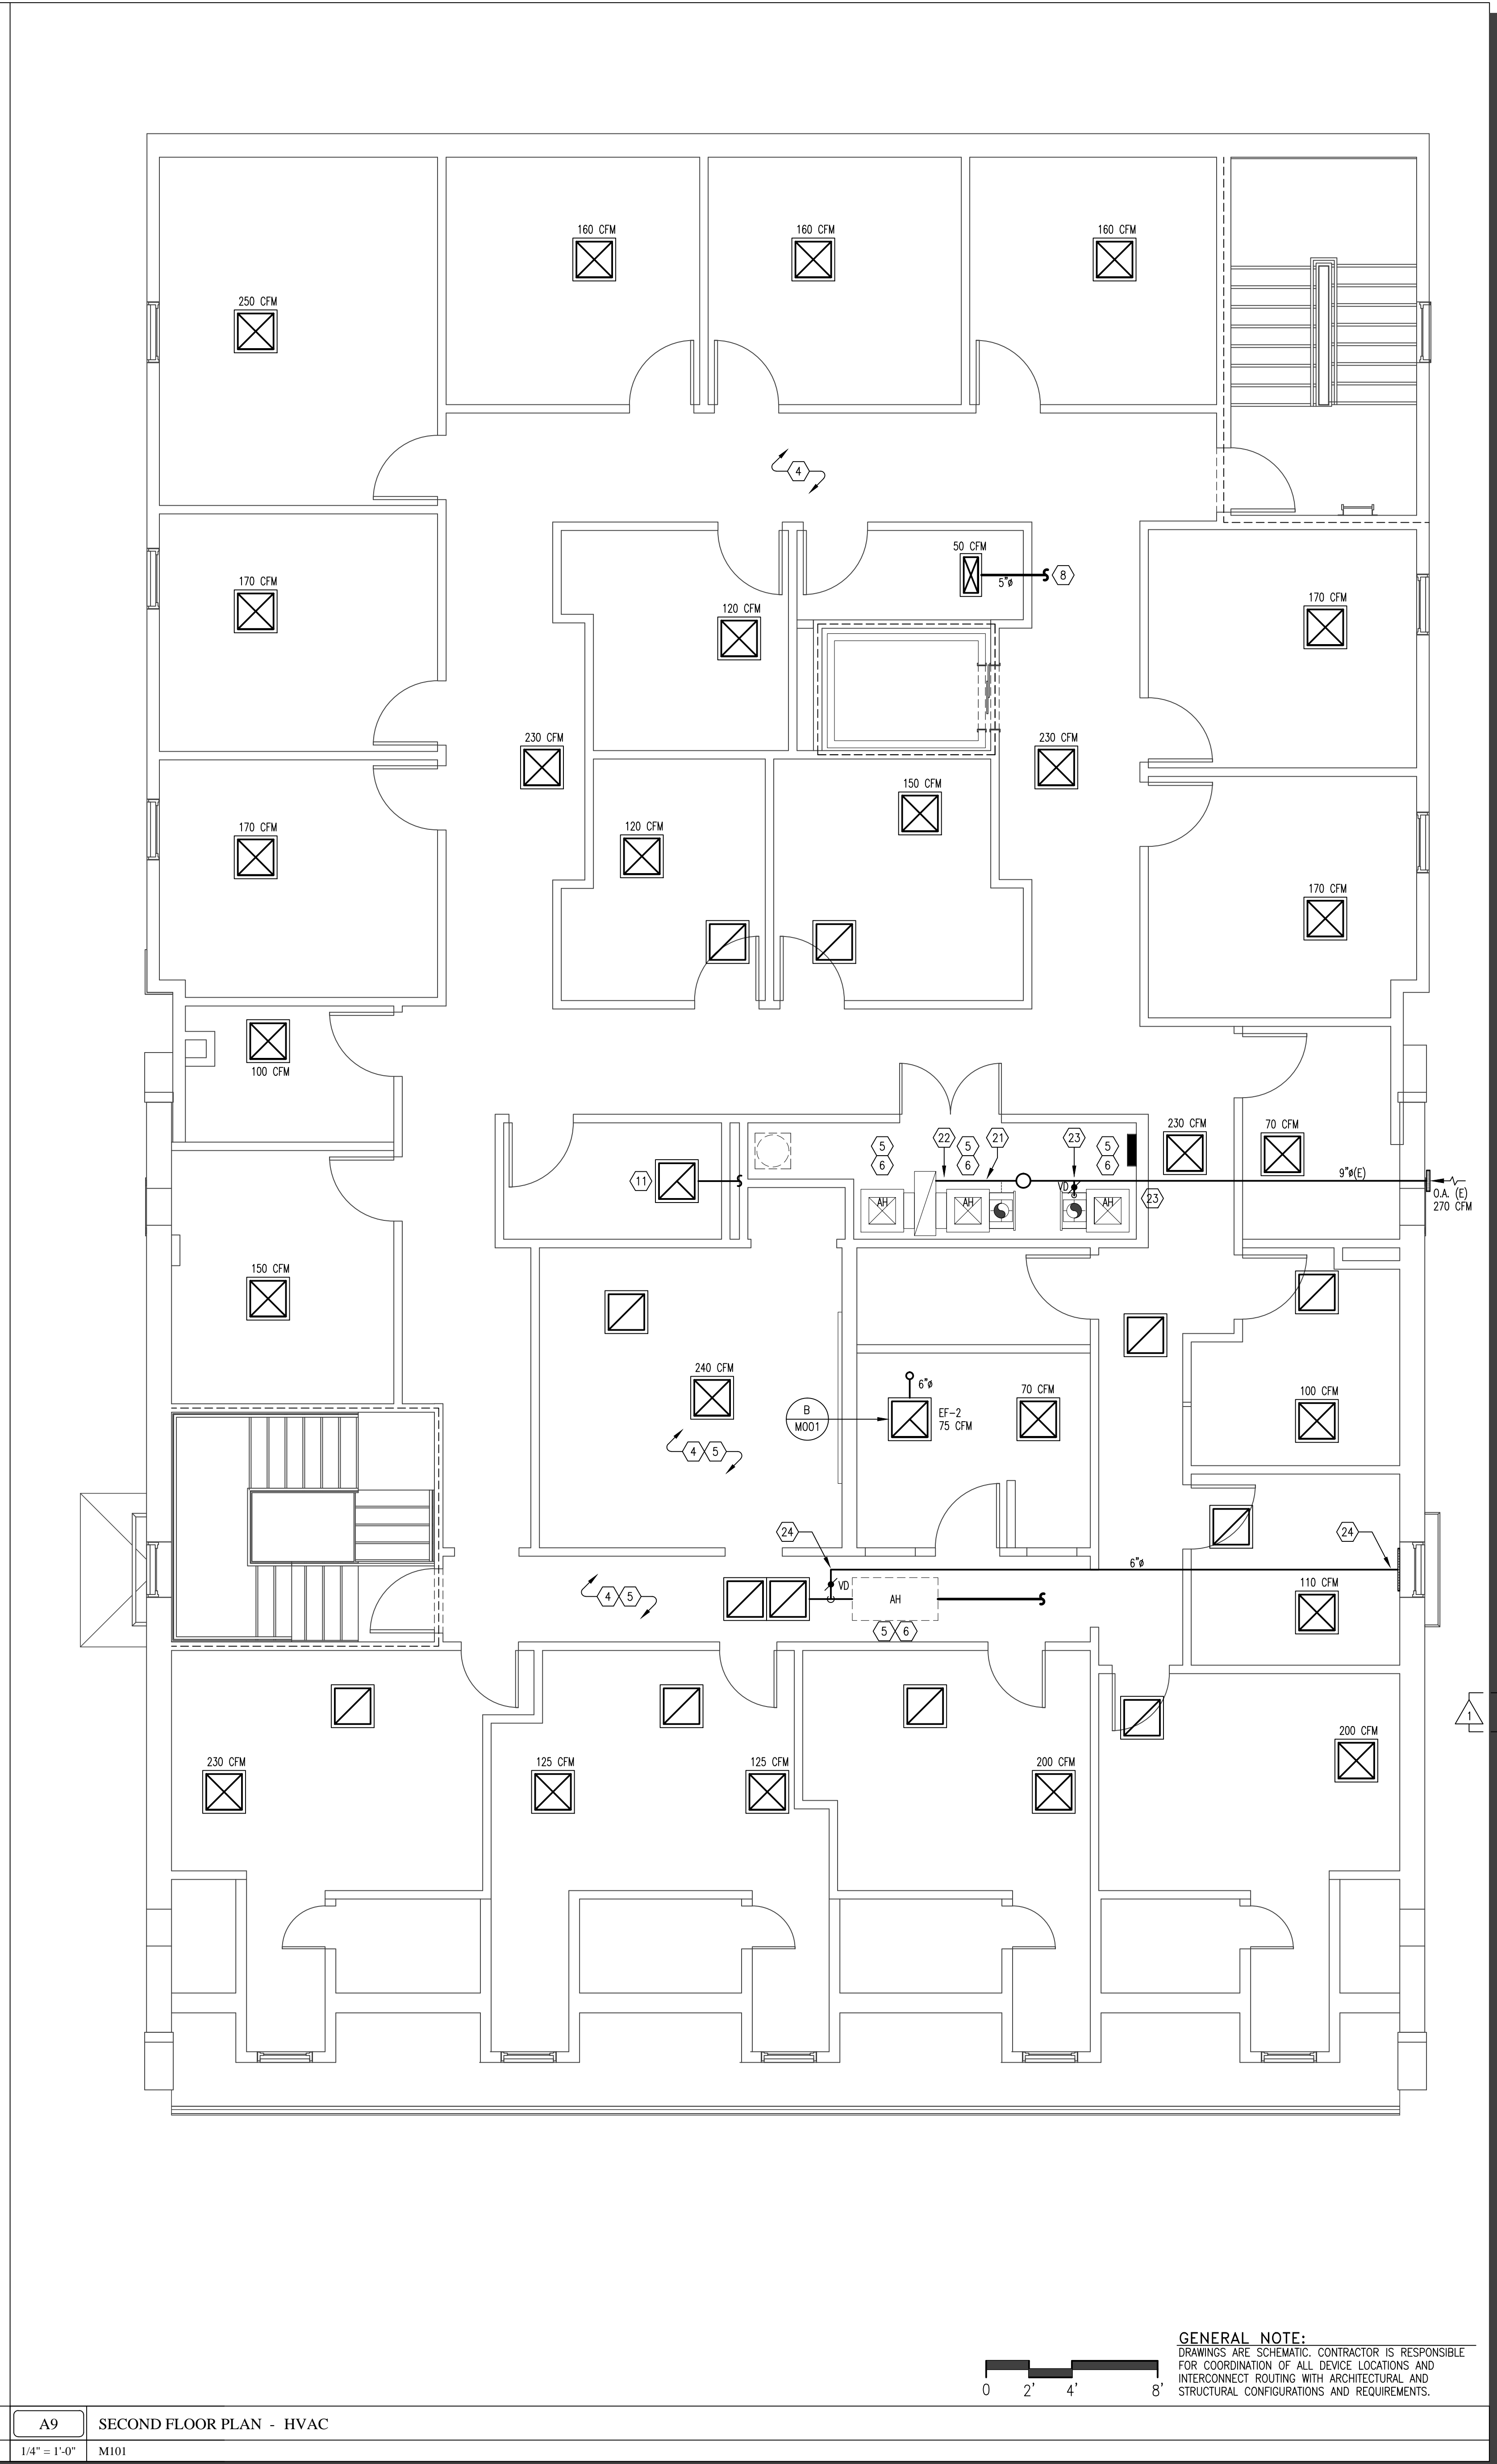 160 CFM
160 CFM
160 CFM
250 CFM
4
50 CFM
5"ø
8
170 CFM
170 CFM
120 CFM
230 CFM
230 CFM
150 CFM
120 CFM
170 CFM
170 CFM
100 CFM
230 CFM
70 CFM
5
6
22
5
6
21
23
5
6
11
9"ø(E)
VD
AH
AH
AH
23
O.A. (E)
270 CFM
150 CFM
240 CFM
6"ø
70 CFM
100 CFM
B
M001
EF-2
75 CFM
4
5
24
24
6"ø
4
5
VD
AH
110 CFM
5
6
1
200 CFM
230 CFM
125 CFM
125 CFM
200 CFM
GENERAL NOTE:
DRAWINGS ARE SCHEMATIC. CONTRACTOR IS RESPONSIBLE
FOR COORDINATION OF ALL DEVICE LOCATIONS AND
INTERCONNECT ROUTING WITH ARCHITECTURAL AND
STRUCTURAL CONFIGURATIONS AND REQUIREMENTS.
0 2' 4' 8'
A9 SECOND FLOOR PLAN - HVAC
1/4" = 1'-0" M101